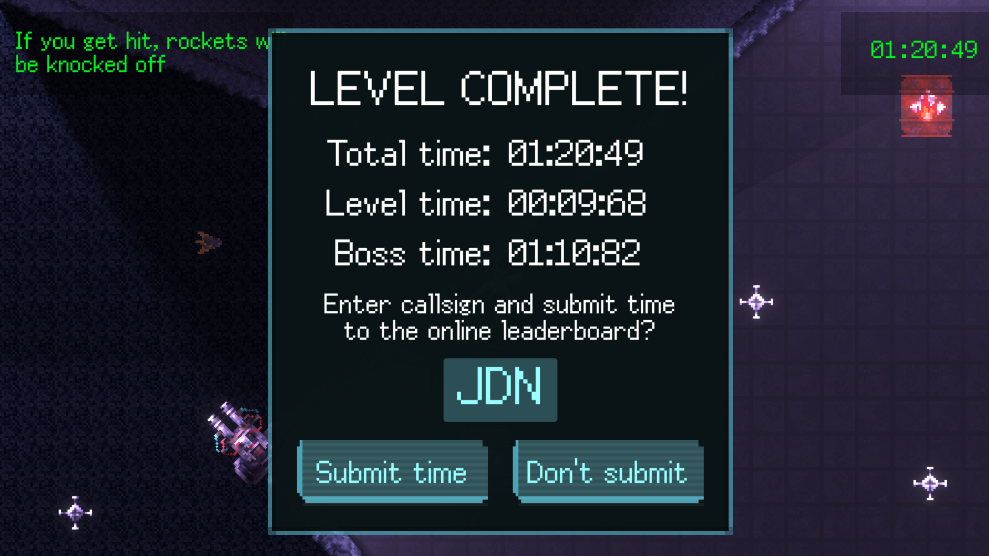 If you get hit, rockets w
be knocked off
01:20:49
LEVEL COMPLETE!
Total time: 01:20:49
Level time: 00:09:68
Boss time: 01:10:82
Enter callsign and submit time
to the online leaderboard?
JDN
Submit time
Don't submit